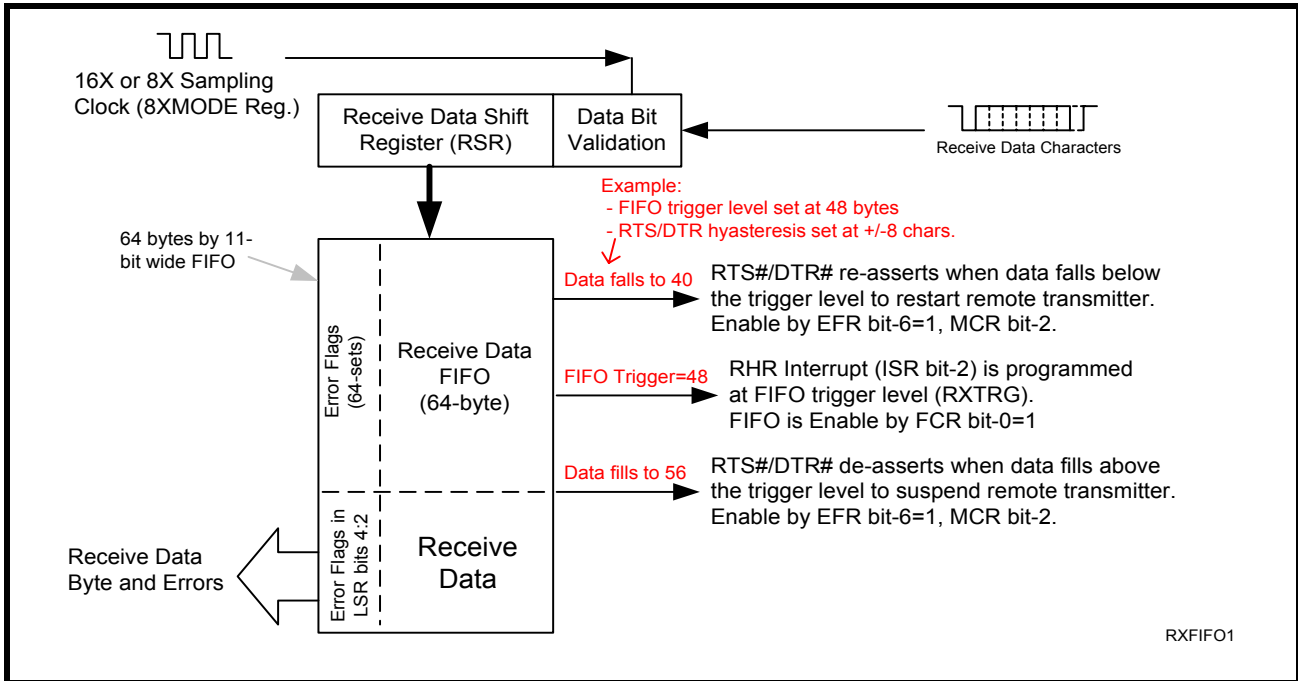 16X or 8X Sampling
Clock (8XMODE Reg.)
Receive Data Shift
Register (RSR)
Data Bit
Validation
Receive Data Characters
Example:
- FIFO trigger level set at 48 bytes
- RTS/DTR hyasteresis set at +/-8 chars.
64 bytes by 11-
bit wide FIFO
Error Flags
(64-sets)
Receive Data
FIFO
(64-byte)
Data falls to 40
RTS#/DTR# re-asserts when data falls below
the trigger level to restart remote transmitter.
Enable by EFR bit-6=1, MCR bit-2.
FIFO Trigger=48
RHR Interrupt (ISR bit-2) is programmed
at FIFO trigger level (RXTRG).
FIFO is Enable by FCR bit-0=1
Data fills to 56
RTS#/DTR# de-asserts when data fills above
the trigger level to suspend remote transmitter.
Enable by EFR bit-6=1, MCR bit-2.
Error Flags in
LSR bits 4:2
Receive
Data
Receive Data
Byte and Errors
RXFIFO1